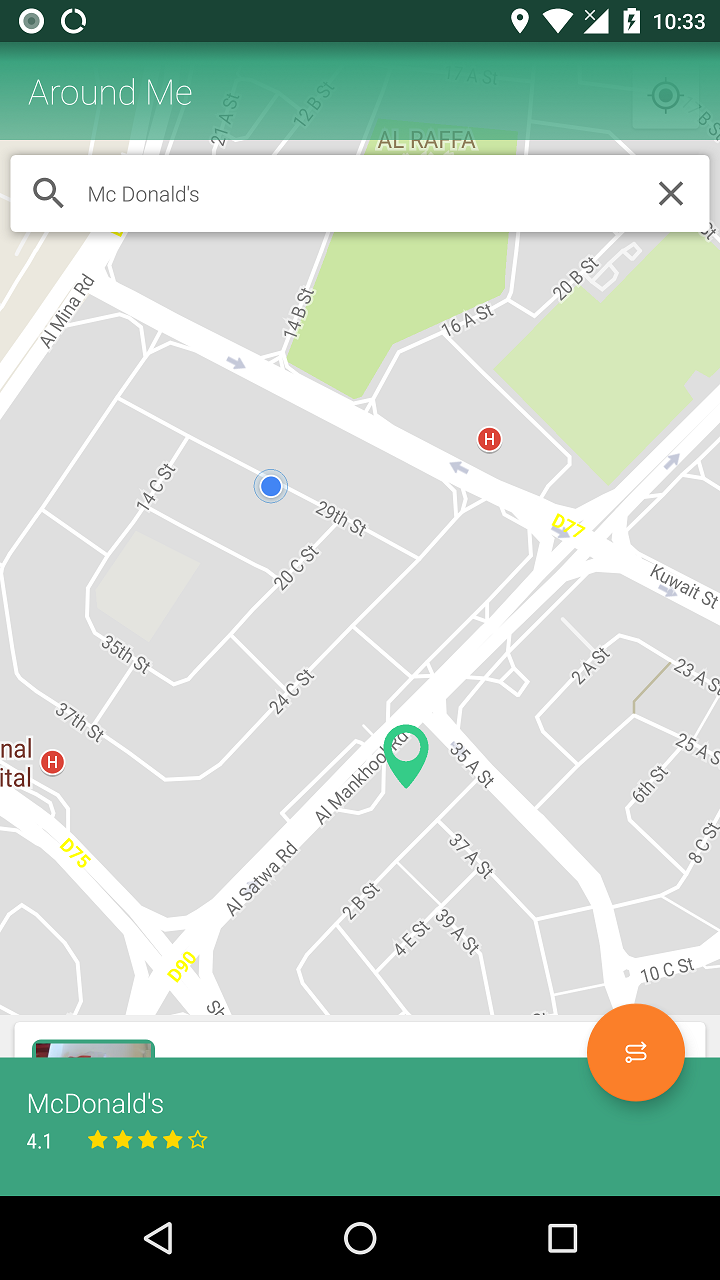 10:33
Around Me
17 A St
21 A St
12 B St
AL RAFFA
Mc Donald's
Al Mina Rd
14 B St
20 B St
16 A St
H
14 C St
29th St
D77
20 C St
Kuwait St
35th St
2 A St
23 A St
24 C St
37th St
nal
ital
H
25 A St
Al Mankhool Rd
35 A St
6th St
D75
37 A St
8 C St
Al Satwa Rd
2 B St
4 E St
39 A St
D90
10 C St
Sh
McDonald's
4.1